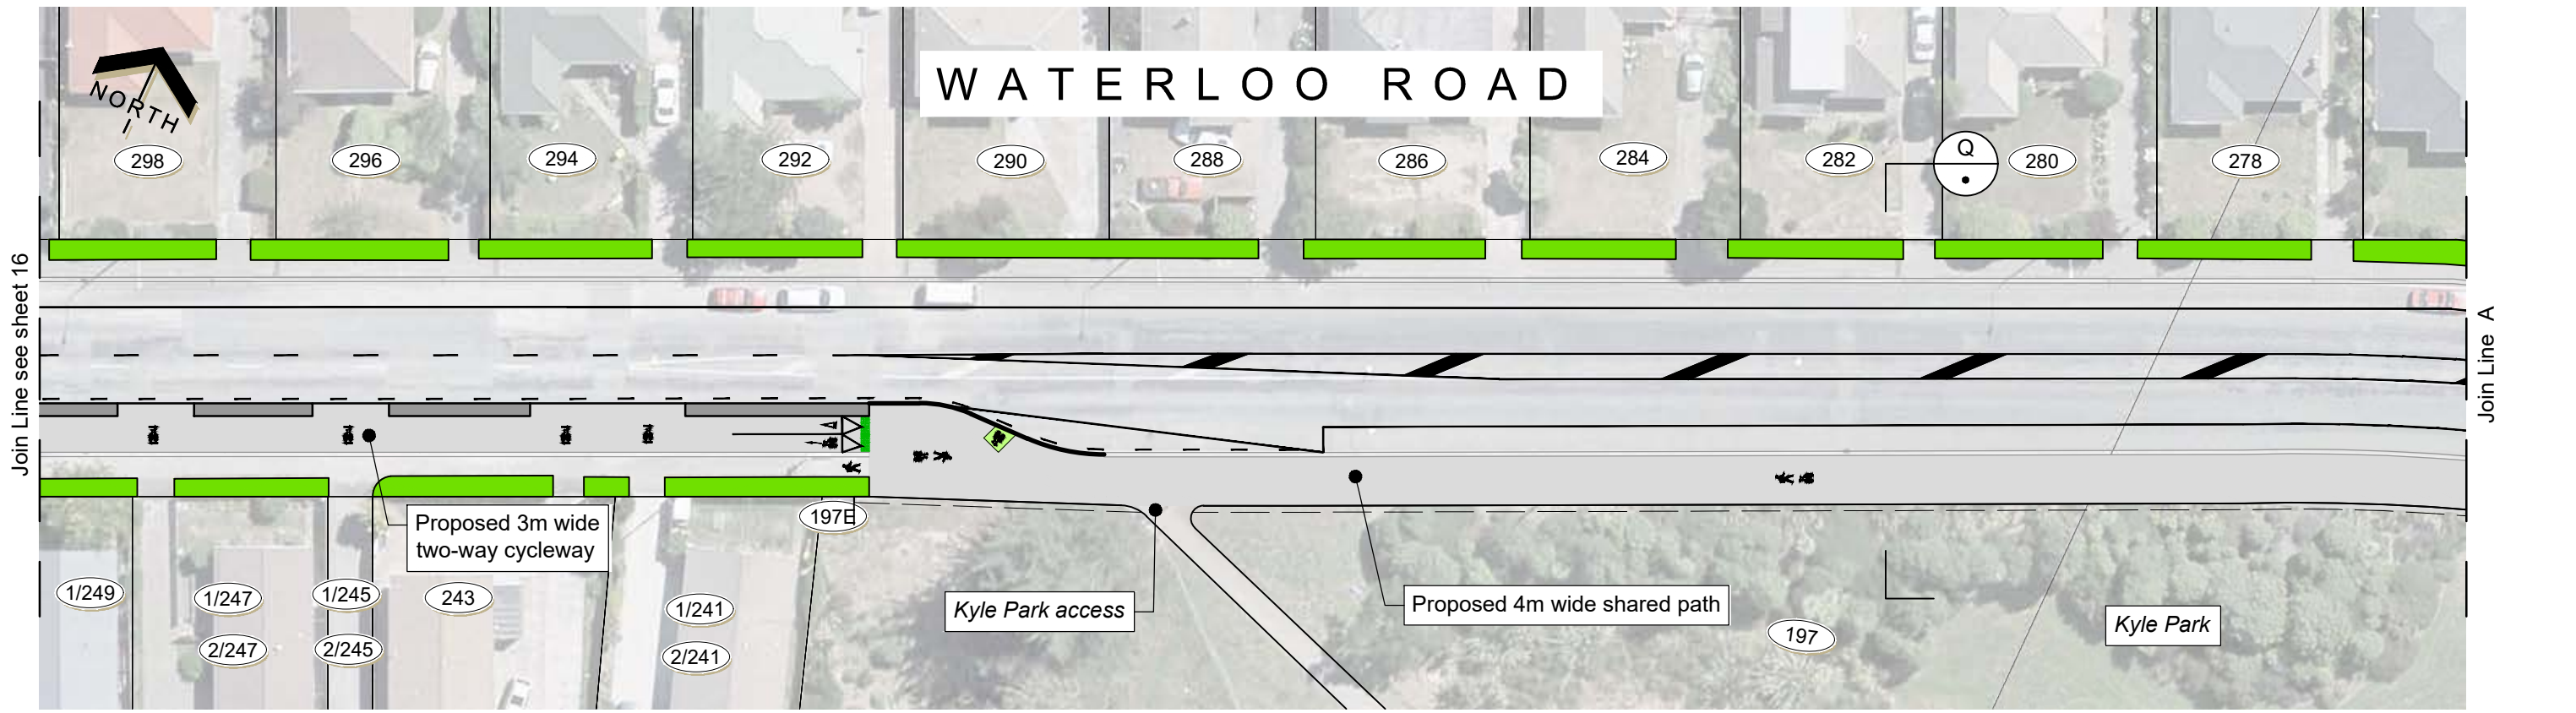 WATERLOO ROAD
NORTH
298
296
294
292
290
288
286
284
282
Q
280
278
Join Line see sheet 16
Join Line A
197E
Proposed 3m wide
two-way cycleway
1/249
1/247
1/245
243
1/241
2/247
2/245
2/241
Kyle Park access
Proposed 4m wide shared path
197
Kyle Park